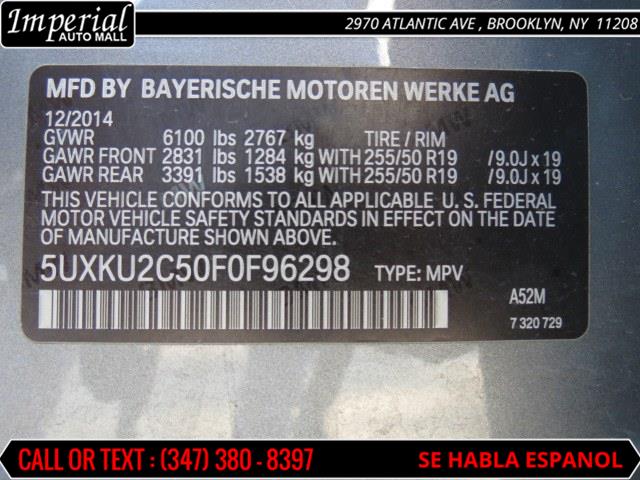 Imperial
AUTO MALL
2970 ATLANTIC AVE , BROOKLYN, NY 11208
MFD BY BAYERISCHE MOTOREN WERKE AG
12/2014
GVWR 6100 lbs 2767 kg TIRE / RIM
GAWR FRONT 2831 lbs 1284 kg WITH 255/50 R19 /9.0J x 19
GAWR REAR 3391 lbs 1538 kg WITH 255/50 R19 /9.0J x 19
THIS VEHICLE CONFORMS TO ALL APPLICABLE U. S. FEDERAL
MOTOR VEHICLE SAFETY STANDARDS IN EFFECT ON THE DATE
OF MANUFACTURE SHOWN ABOVE.
5UXKU2C50F0F96298 TYPE: MPV
A52M
7 320 729
CALL OR TEXT : (347) 380 - 8397
SE HABLA ESPANOL